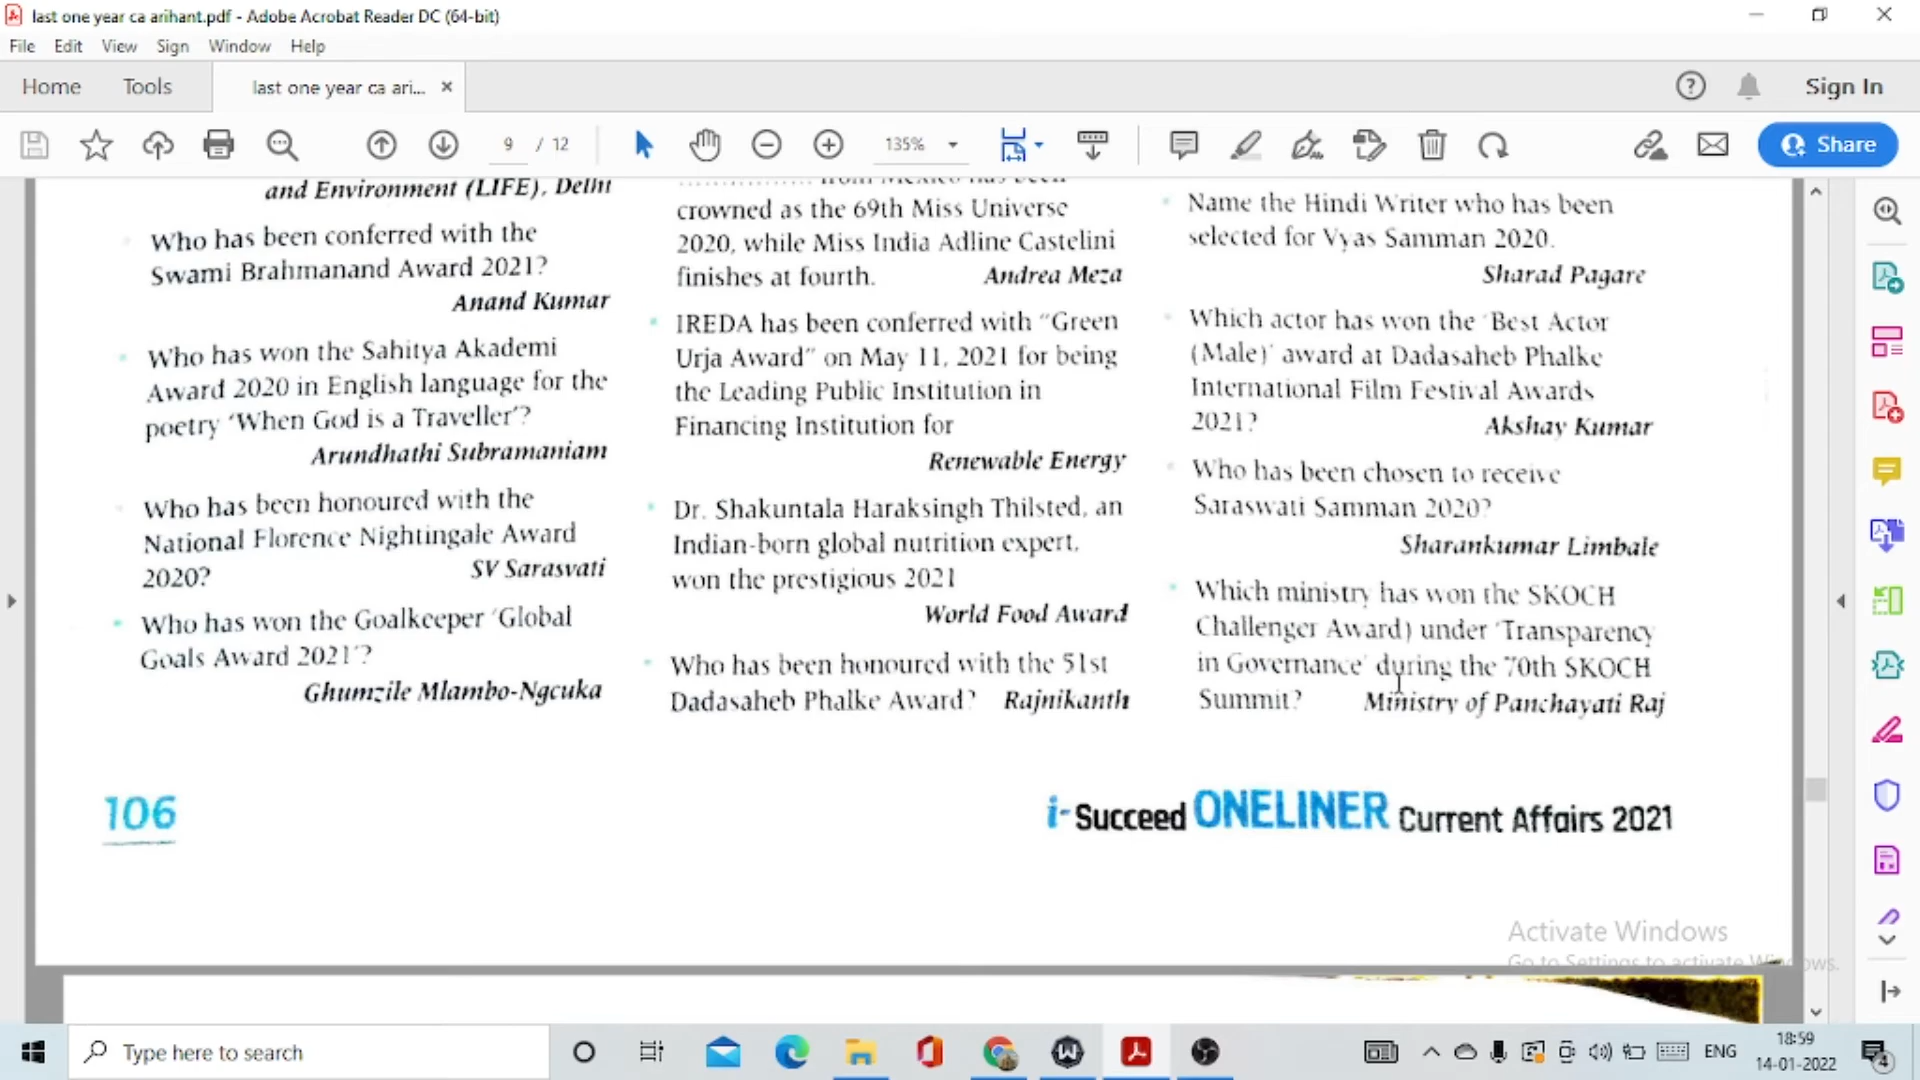 last one year ca arihant.pdf - Adobe Acrobat Reader DC (64-bit)
File Edit View Sign Window Help
Home Tools last one year ca ari... × Sign In
9 / 12 135% Share
and Environment (LIFE), Delhi
Who has been conferred with the
Swami Brahmanand Award 2021?
Anand Kumar
Who has won the Sahitya Akademi
Award 2020 in English language for the
poetry 'When God is a Traveller'?
Arundhathi Subramaniam
Who has been honoured with the
National Florence Nightingale Award
2020? SV Sarasvati
Who has won the Goalkeeper 'Global
Goals Award 2021'?
Ghumzile Mlambo-Ngcuka
from Mexico has been
crowned as the 69th Miss Universe
2020, while Miss India Adline Castelini
finishes at fourth. Andrea Meza
IREDA has been conferred with "Green
Urja Award" on May 11, 2021 for being
the Leading Public Institution in
Financing Institution for
Renewable Energy
Dr. Shakuntala Haraksingh Thilsted, an
Indian-born global nutrition expert,
won the prestigious 2021
World Food Award
Who has been honoured with the 51st
Dadasaheb Phalke Award? Rajnikanth
Name the Hindi Writer who has been
selected for Vyas Samman 2020.
Sharad Pagare
Which actor has won the 'Best Actor
(Male)' award at Dadasaheb Phalke
International Film Festival Awards
2021? Akshay Kumar
Who has been chosen to receive
Saraswati Samman 2020?
Sharankumar Limbale
Which ministry has won the SKOCH
Challenger Award) under 'Transparency
in Governance' during the 70th SKOCH
Summit? Ministry of Panchayati Raj
106
i-Succeed ONELINER Current Affairs 2021
Activate Windows
Go to Settings to activate Windows.
Type here to search
ENG
18:59
14-01-2022
4